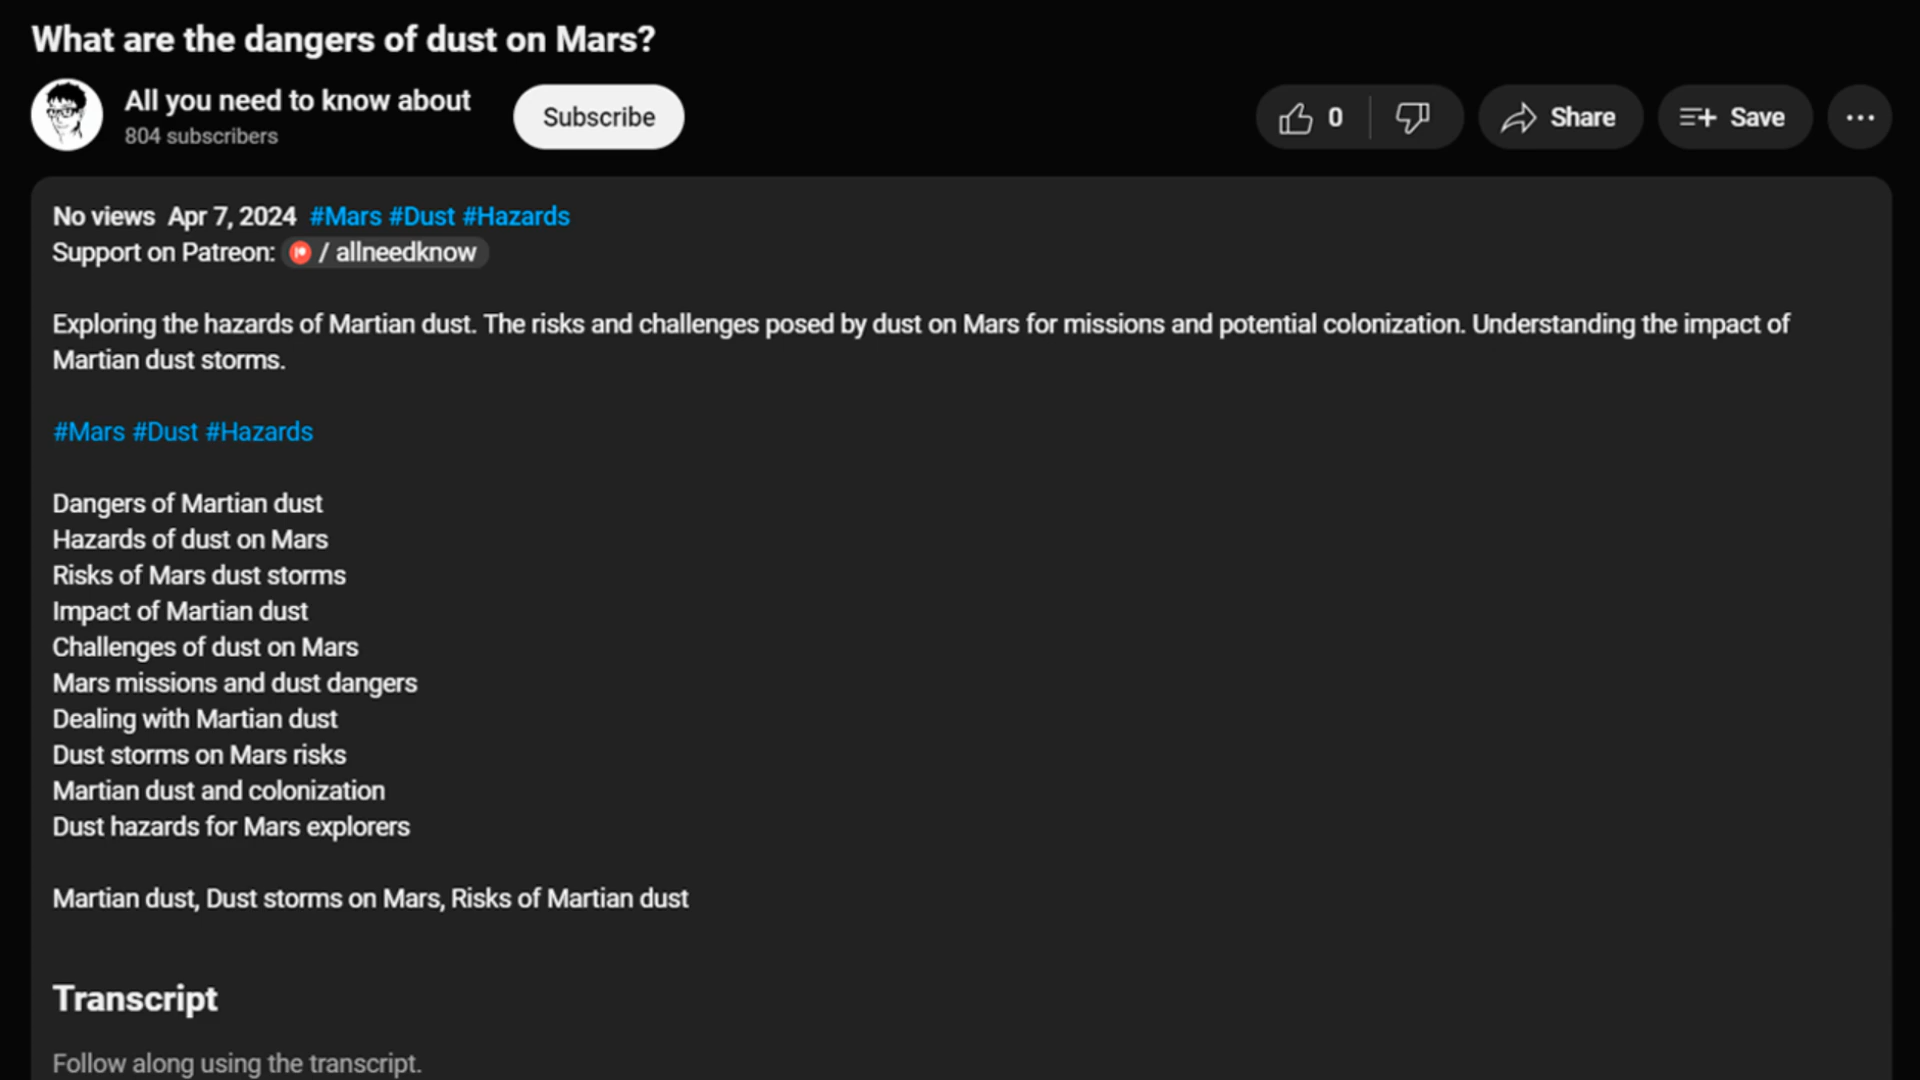 What are the dangers of dust on Mars?
All you need to know about
804 subscribers
Subscribe
0
Share
Save
No views Apr 7, 2024 #Mars #Dust #Hazards
Support on Patreon: / allneedknow
Exploring the hazards of Martian dust. The risks and challenges posed by dust on Mars for missions and potential colonization. Understanding the impact of
Martian dust storms.
#Mars #Dust #Hazards
Dangers of Martian dust
Hazards of dust on Mars
Risks of Mars dust storms
Impact of Martian dust
Challenges of dust on Mars
Mars missions and dust dangers
Dealing with Martian dust
Dust storms on Mars risks
Martian dust and colonization
Dust hazards for Mars explorers
Martian dust, Dust storms on Mars, Risks of Martian dust
Transcript
Follow along using the transcript.